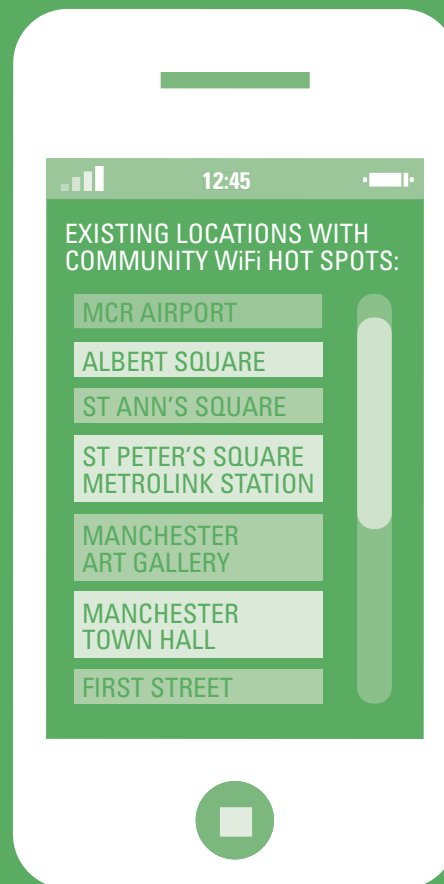 12:45
EXISTING LOCATIONS WITH
COMMUNITY WiFi HOT SPOTS:
MCR AIRPORT
ALBERT SQUARE
ST ANN’S SQUARE
ST PETER’S SQUARE
METROLINK STATION
MANCHESTER
ART GALLERY
MANCHESTER
TOWN HALL
FIRST STREET